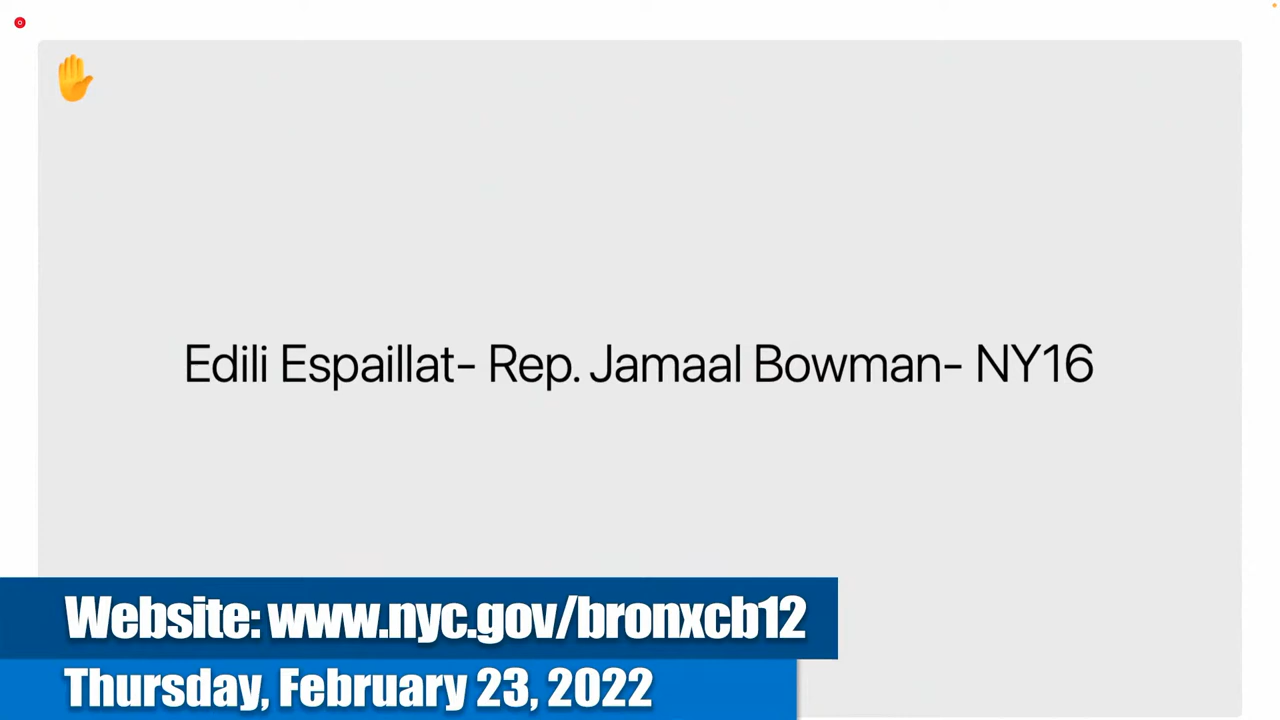 Edili Espaillat- Rep. Jamaal Bowman- NY16
Website: www.nyc.gov/bronxcb12
Thursday, February 23, 2022